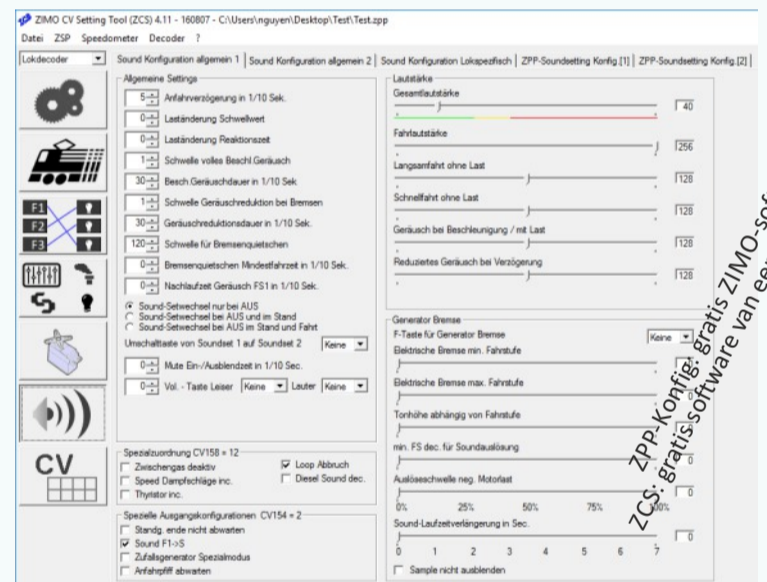 ZIMO CV Setting Tool (ZCS) 4.11 - 160807 - C:\Users\nguyen\Desktop\Test\Test.zpp
Datei ZSP Speedometer Decoder ?
Lokdecoder
Sound Konfiguration allgemein 1 Sound Konfiguration allgemein 2 Sound Konfiguration Lokspezifisch ZPP-Soundsetting Konfig.[1] ZPP-Soundsetting Konfig.[2]
F1
F2
F3
CV
Allgemeine Settings
5 Anfahrverzögerung in 1/10 Sek.
0 Laständerung Schwellwert
0 Laständerung Reaktionszeit
1 Schwelle volles Beschl.Geräusch
30 Besch.Geräuschdauer in 1/10 Sek
1 Schwelle Geräuschreduktion bei Bremsen
30 Geräuschreduktionsdauer in 1/10 Sek.
120 Schwelle für Bremsenquietschen
0 Bremsenquietschen Mindestfahrzeit in 1/10 Sek.
0 Nachlaufzeit Geräusch FS1 in 1/10 Sek.
Sound-Setwechsel nur bei AUS
Sound-Setwechsel bei AUS und im Stand
Sound-Setwechsel bei AUS im Stand und Fahrt
Umschalttaste von Soundset 1 auf Soundset 2 Keine
0 Mute Ein-/Ausblendzeit in 1/10 Sec.
0 Vol. - Taste Leiser Keine Lauter Keine
Spezialzuordnung CV158 = 12
Zwischengas deaktiv Loop Abbruch
Speed Dampfschläge inc. Diesel Sound dec.
Thyristor inc.
Spezielle Ausgangskonfigurationen CV154 = 2
Standg. ende nicht abwarten
Sound F1->S
Zufallsgenerator Spezialmodus
Anfahrpfiff abwarten
Lautstärke
Gesamtlautstärke
40
Fahrlautstärke
256
Langsamfahrt ohne Last
128
Schnellfahrt ohne Last
128
Geräusch bei Beschleunigung / mit Last
128
Reduziertes Geräusch bei Verzögerung
128
Generator Bremse
F-Taste für Generator Bremse Keine
Elektrische Bremse min. Fahrstufe
Elektrische Bremse max. Fahrstufe
0
Tonhöhe abhängig von Fahrstufe
0
min. FS dec. für Soundauslösung
0
Auslöseschwelle neg. Motorlast
0
0% 25% 50% 75% 100%
Sound-Laufzeitverlängerung in Sec.
0
0 1 2 3 4 5 6 7
Sample nicht ausblenden
ZPP-Konfig: gratis ZIMO-sof
ZCS: gratis software van ee